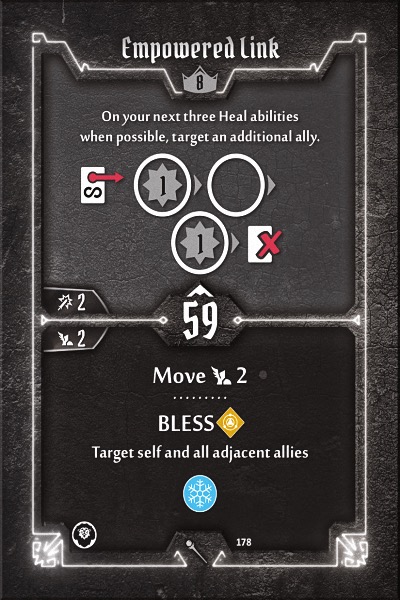 Empowered Link
8
On your next three Heal abilities
when possible, target an additional ally.
S
1
1
2
59
2
Move 2
BLESS
Target self and all adjacent allies
178